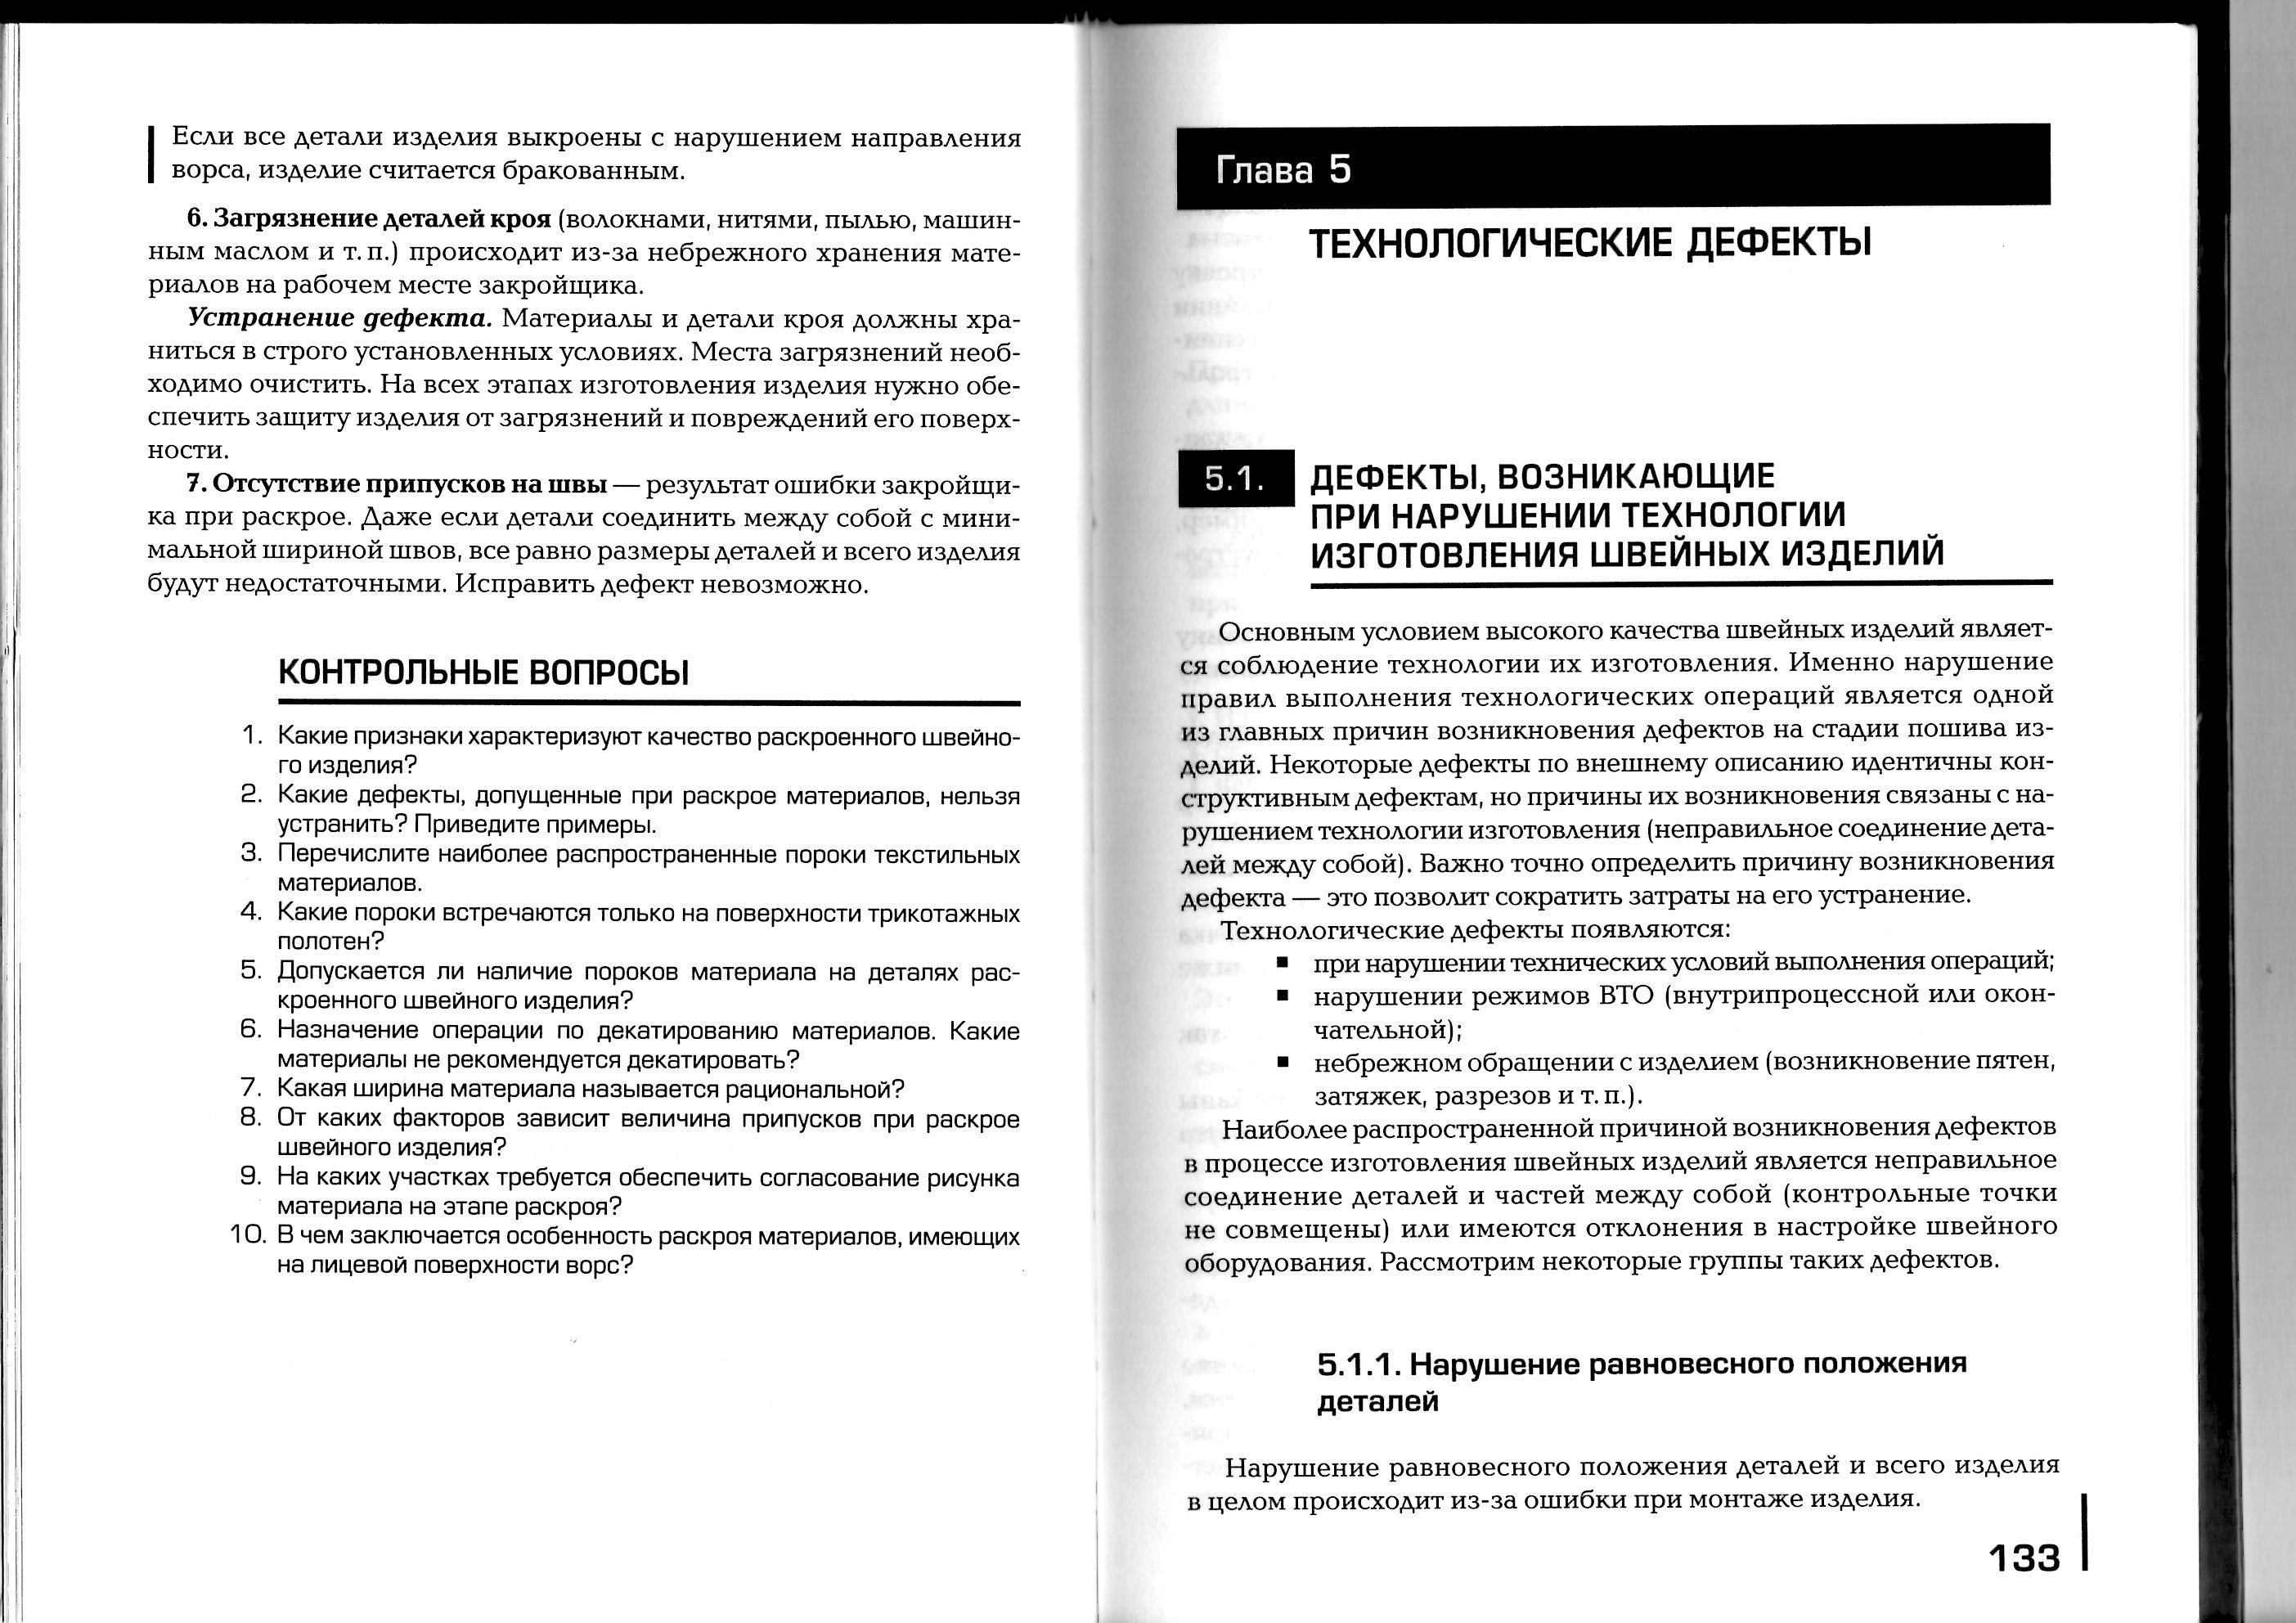 Если все детали изделия выкроены с нарушением направления
ворса, изделие считается бракованным.
6. Загрязнение деталей кроя (волокнами, нитями, пылью, машин-
ным маслом и т. п.) происходит из-за небрежного хранения мате-
риалов на рабочем месте закройщика.
Устранение дефекта. Материалы и детали кроя должны хра-
ниться в строго установленных условиях. Места загрязнений необ-
ходимо очистить. На всех этапах изготовления изделия нужно обе-
спечить защиту изделия от загрязнений и повреждений его поверх-
ности.
7. Отсутствие припусков на швы — результат ошибки закройщи-
ка при раскрое. Даже если детали соединить между собой с мини-
мальной шириной швов, все равно размеры деталей и всего изделия
будут недостаточными. Исправить дефект невозможно.
КОНТРОЛЬНЫЕ ВОПРОСЫ
1. Какие признаки характеризуют качество раскроенного швейно-
го изделия?
2. Какие дефекты, допущенные при раскрое материалов, нельзя
устранить? Приведите примеры.
3. Перечислите наиболее распространенные пороки текстильных
материалов.
4. Какие пороки встречаются только на поверхности трикотажных
полотен?
5. Допускается ли наличие пороков материала на деталях рас-
кроенного швейного изделия?
6. Назначение операции по декатированию материалов. Какие
материалы не рекомендуется декатировать?
7. Какая ширина материала называется рациональной?
8. От каких факторов зависит величина припусков при раскрое
швейного изделия?
9. На каких участках требуется обеспечить согласование рисунка
материала на этапе раскроя?
10. В чем заключается особенность раскроя материалов, имеющих
на лицевой поверхности ворс?
Глава 5
ТЕХНОЛОГИЧЕСКИЕ ДЕФЕКТЫ
5.1. ДЕФЕКТЫ, ВОЗНИКАЮЩИЕ
ПРИ НАРУШЕНИИ ТЕХНОЛОГИИ
ИЗГОТОВЛЕНИЯ ШВЕЙНЫХ ИЗДЕЛИЙ
Основным условием высокого качества швейных изделий являет-
ся соблюдение технологии их изготовления. Именно нарушение
правил выполнения технологических операций является одной
из главных причин возникновения дефектов на стадии пошива из-
делий. Некоторые дефекты по внешнему описанию идентичны кон-
структивным дефектам, но причины их возникновения связаны с на-
рушением технологии изготовления (неправильное соединение дета-
лей между собой). Важно точно определить причину возникновения
дефекта — это позволит сократить затраты на его устранение.
Технологические дефекты появляются:
■ при нарушении технических условий выполнения операций;
■ нарушении режимов ВТО (внутрипроцессной или окон-
чательной);
■ небрежном обращении с изделием (возникновение пятен,
затяжек, разрезов и т. п.).
Наиболее распространенной причиной возникновения дефектов
в процессе изготовления швейных изделий является неправильное
соединение деталей и частей между собой (контрольные точки
не совмещены) или имеются отклонения в настройке швейного
оборудования. Рассмотрим некоторые группы таких дефектов.
5.1.1. Нарушение равновесного положения
деталей
Нарушение равновесного положения деталей и всего изделия
в целом происходит из-за ошибки при монтаже изделия.
133